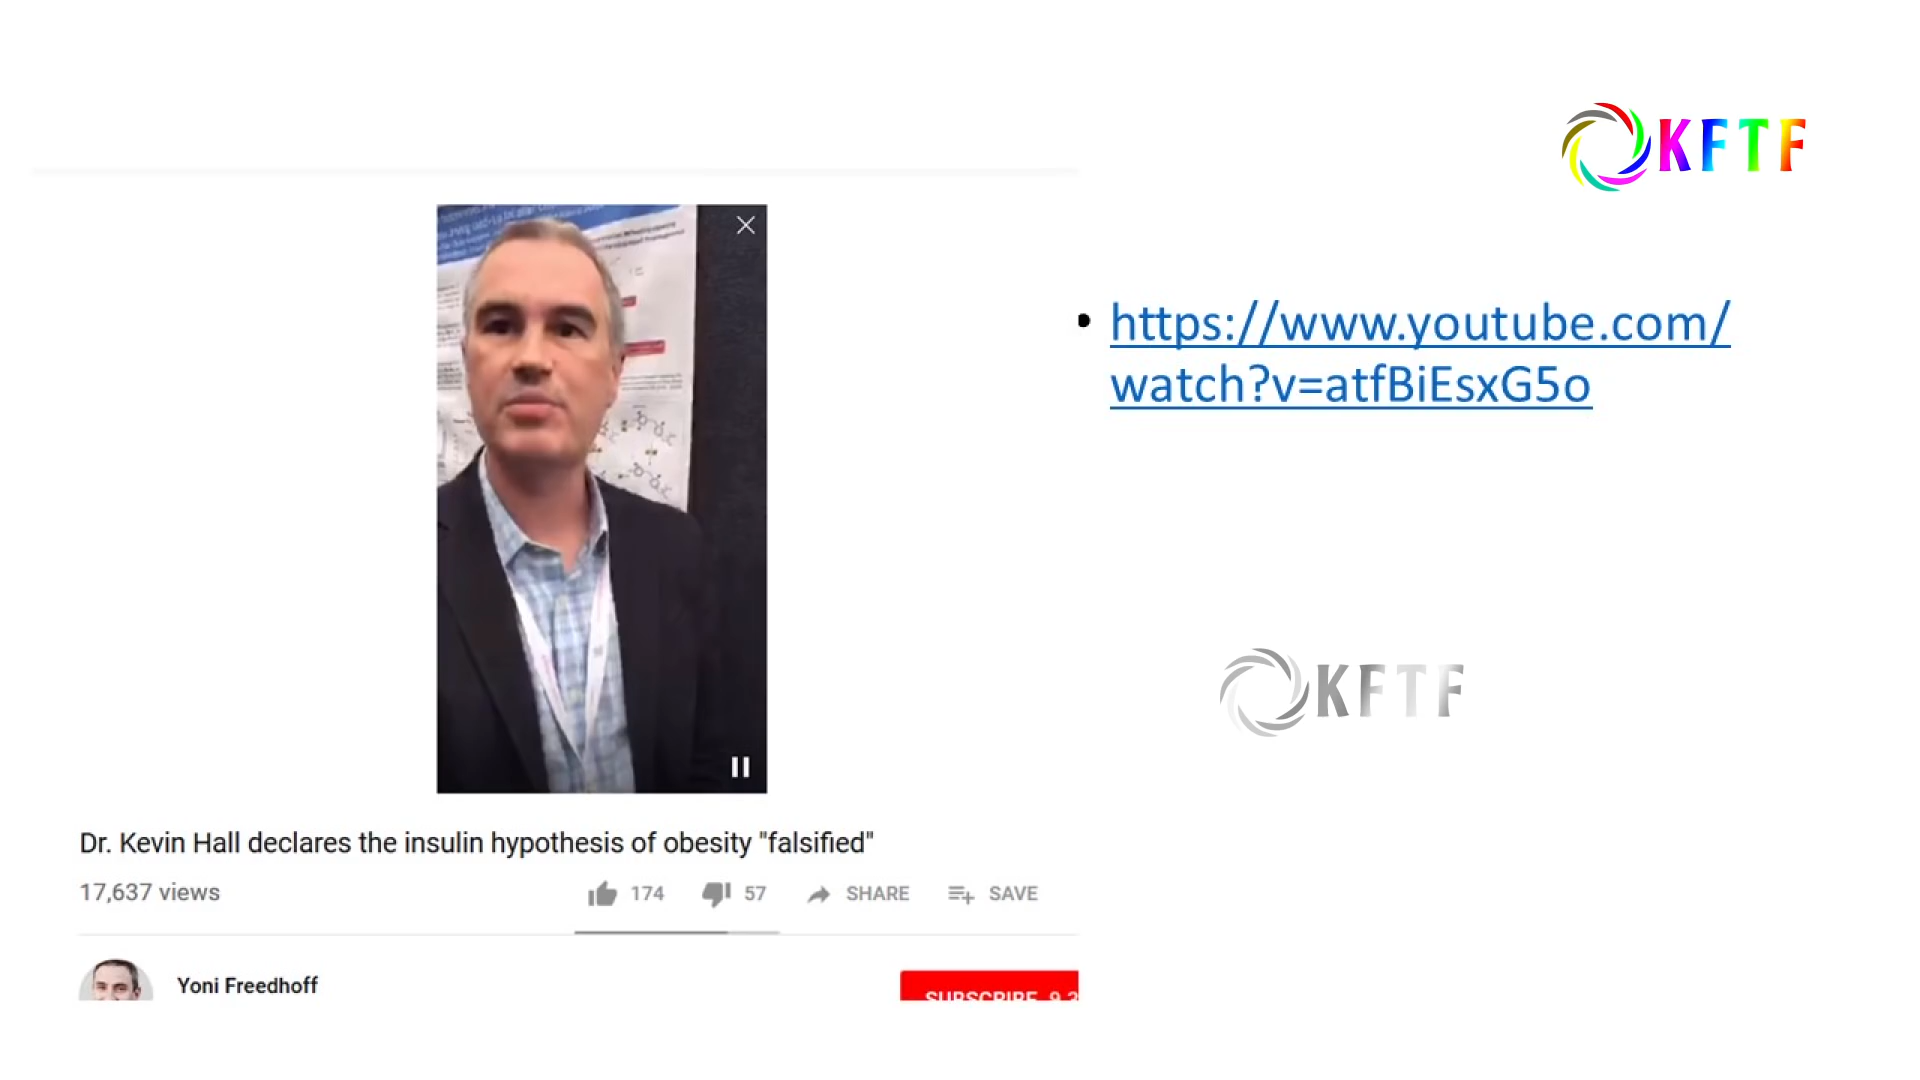 KFTF
• https://www.youtube.com/
watch?v=atfBiEsxG5o
KFTF
Dr. Kevin Hall declares the insulin hypothesis of obesity "falsified"
17,637 views
174
57
SHARE
SAVE
Yoni Freedhoff
SUBSCRIBE